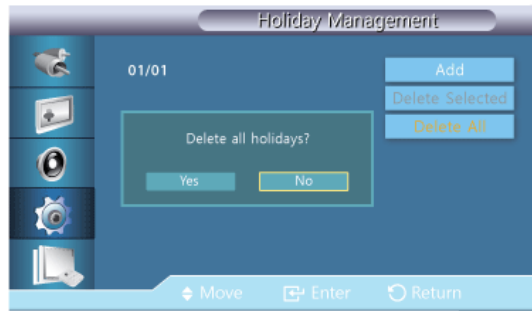 Holiday Management
01/01
Add
Delete Selected
Delete All
Delete all holidays?
Yes No
Move Enter Return